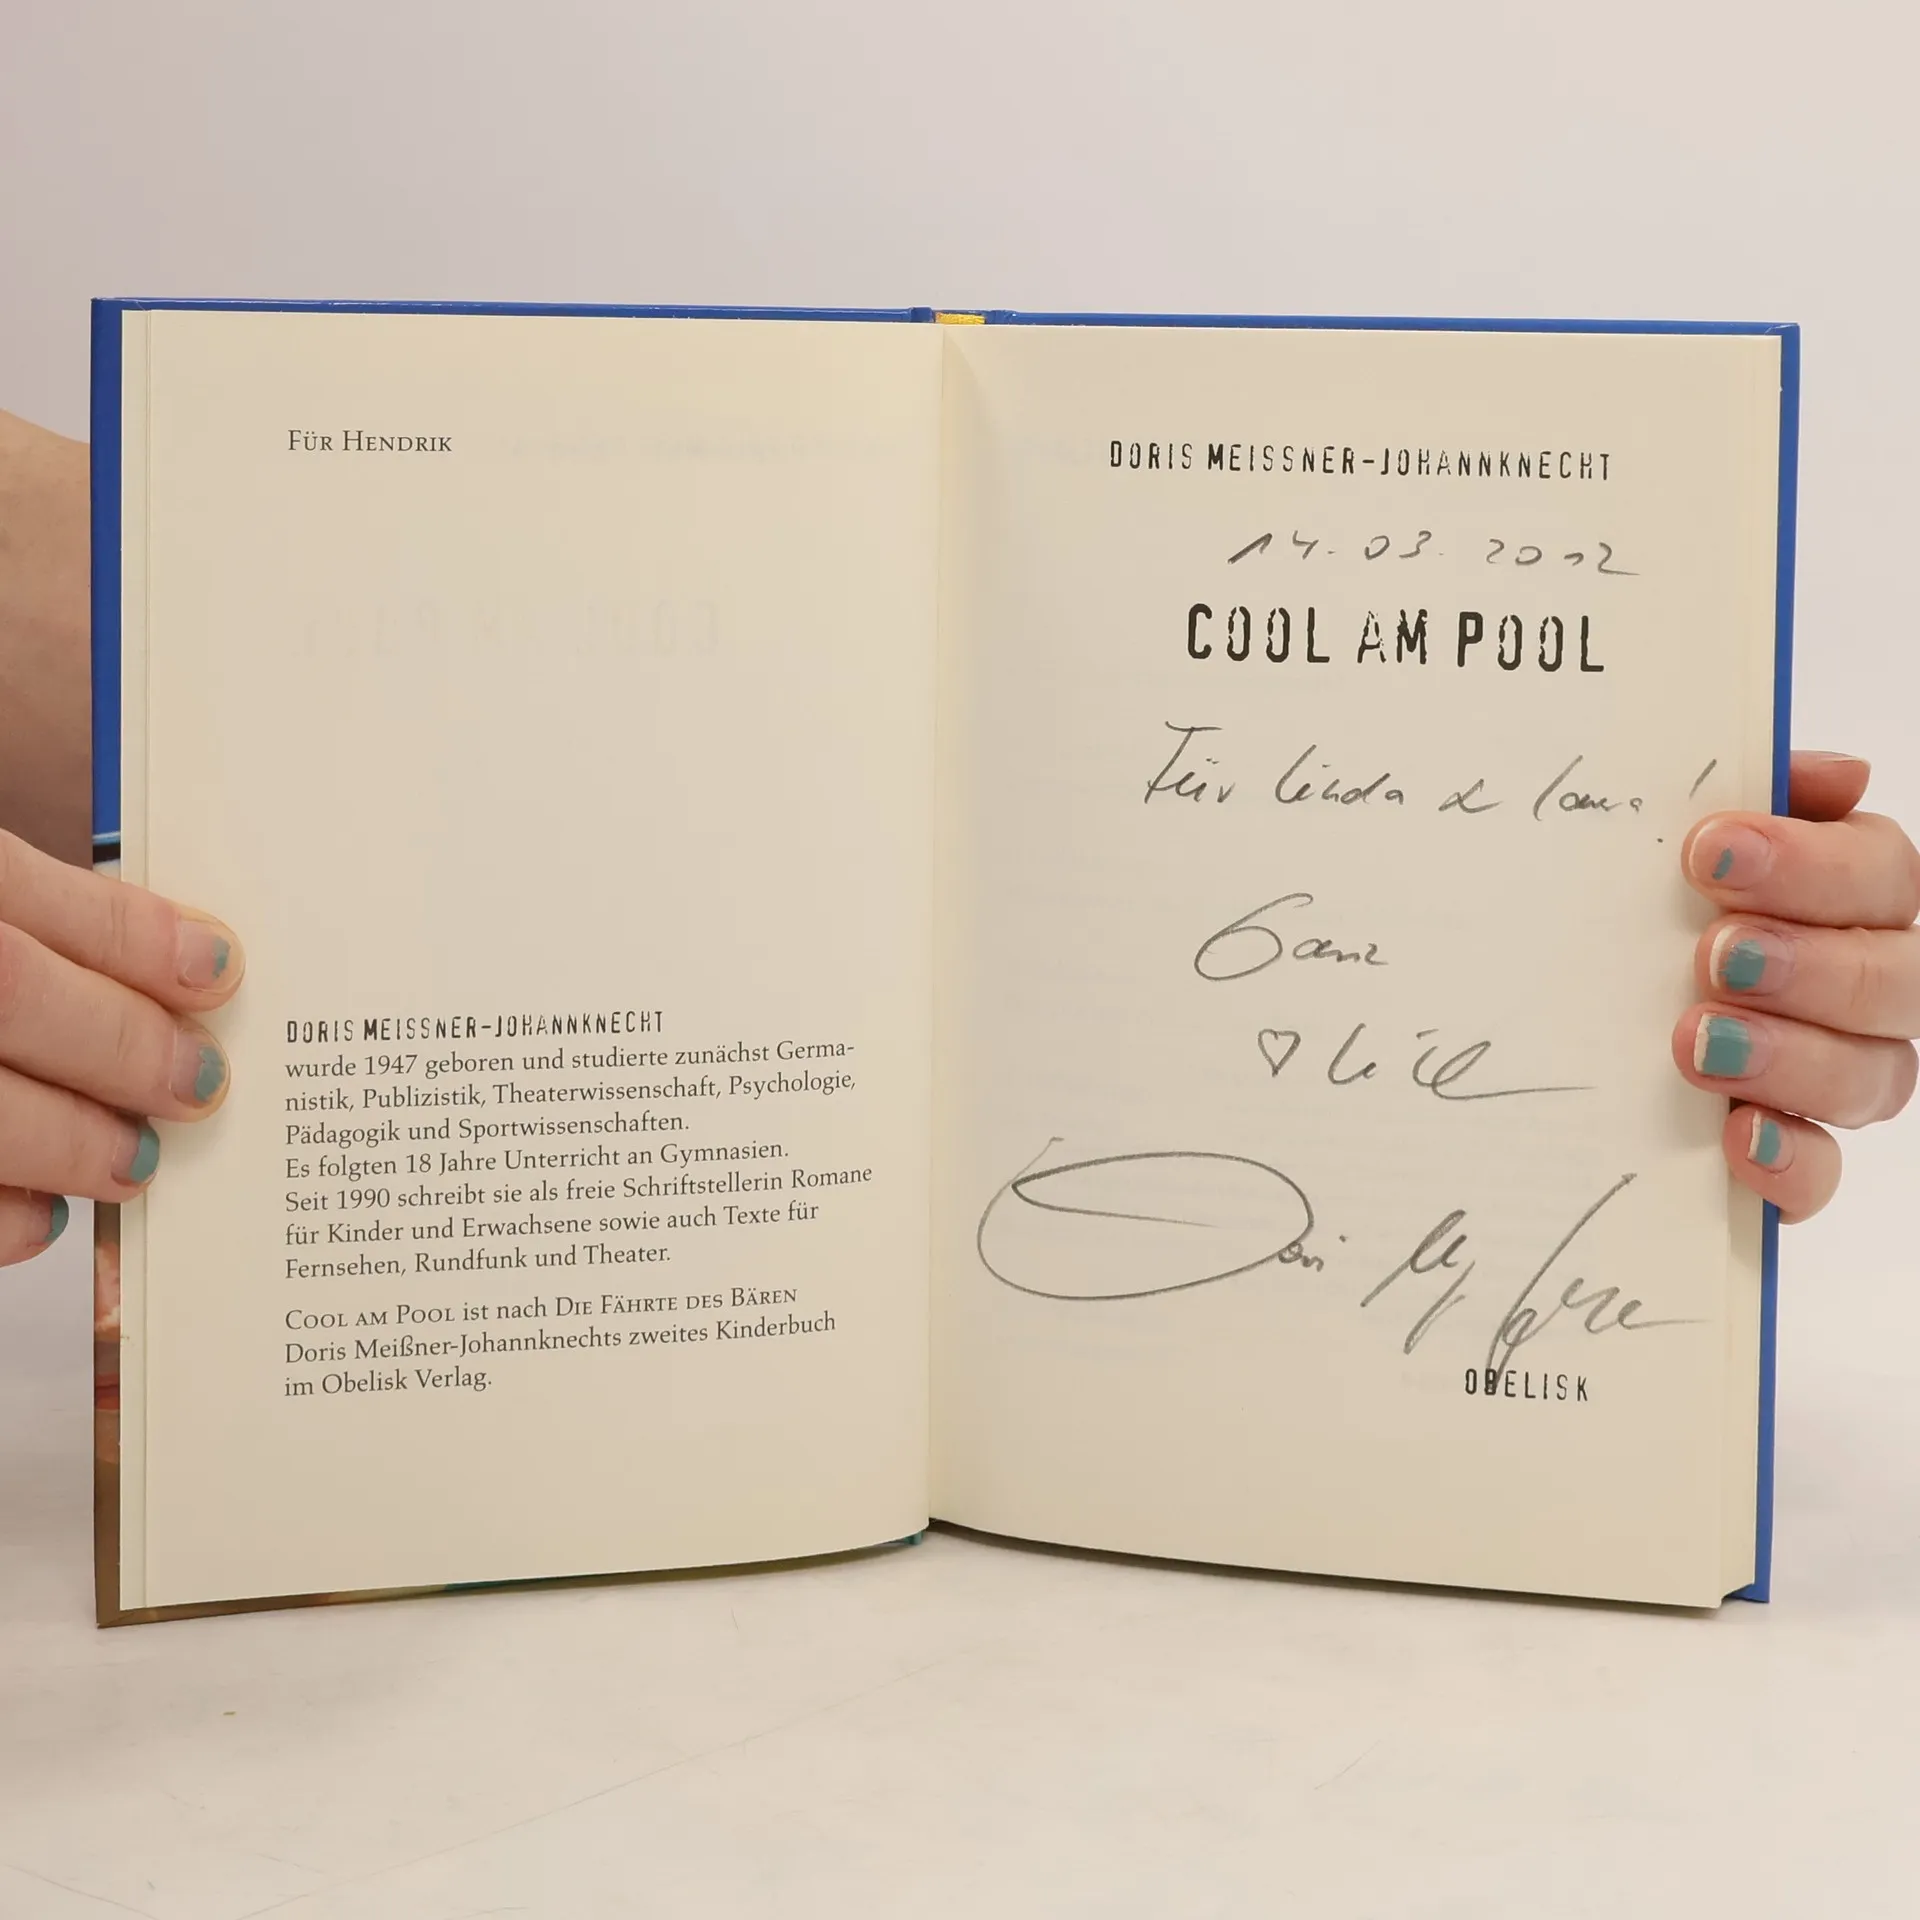 FÜR HENDRIK
DORIS MEISSNER-JOHANNKNECHT
wurde 1947 geboren und studierte zunächst Germa-
nistik, Publizistik, Theaterwissenschaft, Psychologie,
Pädagogik und Sportwissenschaften.
Es folgten 18 Jahre Unterricht an Gymnasien.
Seit 1990 schreibt sie als freie Schriftstellerin Romane
für Kinder und Erwachsene sowie auch Texte für
Fernsehen, Rundfunk und Theater.
COOL AM POOL ist nach DIE FÄHRTE DES BÄREN
Doris Meißner-Johannknechts zweites Kinderbuch
im Obelisk Verlag.
DORIS MEISSNER-JOHANNKNECHT
14.03.2012
COOL AM POOL
Für Linda & Laura!
Ganz
♡lich
Doris
OBELISK